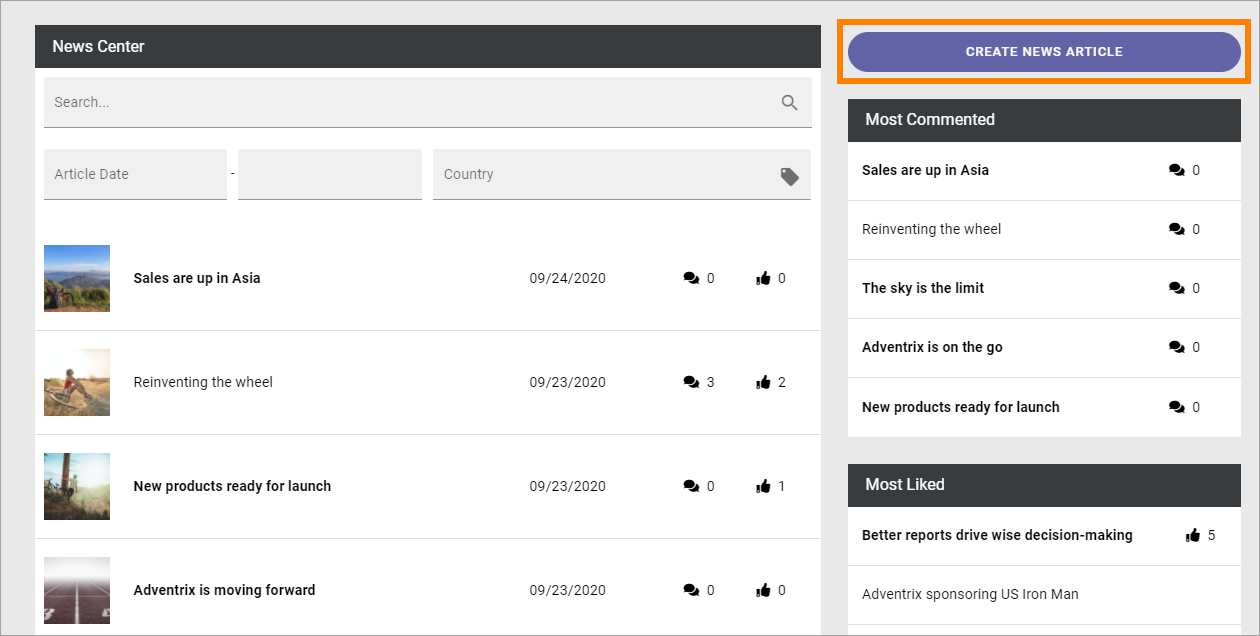 News Center
Search...
Article Date - Country
Sales are up in Asia 09/24/2020 0 0
Reinventing the wheel 09/23/2020 3 2
New products ready for launch 09/23/2020 0 1
Adventrix is moving forward 09/23/2020 0 0
CREATE NEWS ARTICLE
Most Commented
Sales are up in Asia 0
Reinventing the wheel 0
The sky is the limit 0
Adventrix is on the go 0
New products ready for launch 0
Most Liked
Better reports drive wise decision-making 5
Adventrix sponsoring US Iron Man